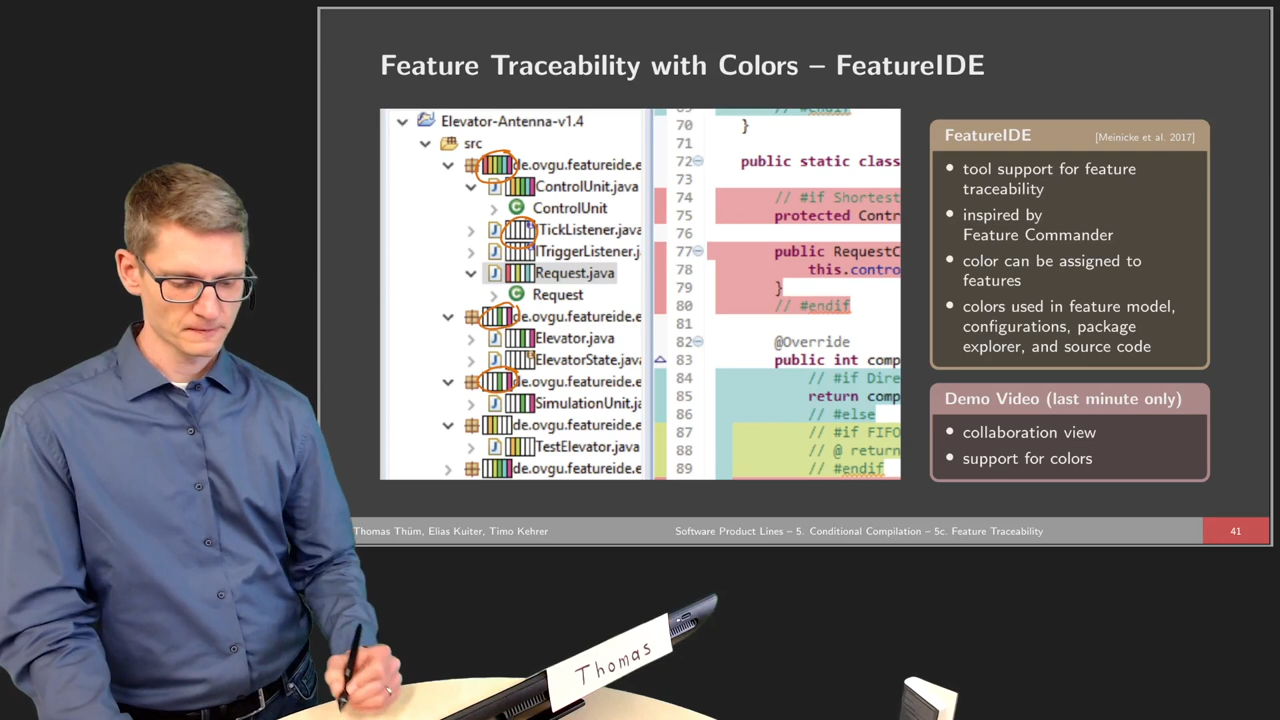 Feature Traceability with Colors – FeatureIDE
Elevator-Antenna-v1.4
src
de.ovgu.featureide.e
ControlUnit.java
ControlUnit
ITickListener.java
ITriggerListener.j
Request.java
Request
de.ovgu.featureide.e
Elevator.java
ElevatorState.java
de.ovgu.featureide.e
SimulationUnit.j
de.ovgu.featureide.e
TestElevator.java
de.ovgu.featureide.e
69 // #endif
70 }
71
72 public static class
73
74 // #if Shortest
75 protected Contr
76
77 public RequestC
78 this.contro
79 }
80 // #endif
81
82 @Override
83 public int comp
84 // #if Dire
85 return comp
86 // #else
87 // #if FIFO
88 // @ return
89 // #endif
FeatureIDE [Meinicke et al. 2017]
• tool support for feature
traceability
• inspired by
Feature Commander
• color can be assigned to
features
• colors used in feature model,
configurations, package
explorer, and source code
Demo Video (last minute only)
• collaboration view
• support for colors
Thomas Thüm, Elias Kuiter, Timo Kehrer
Software Product Lines – 5. Conditional Compilation – 5c. Feature Traceability
41
Thomas